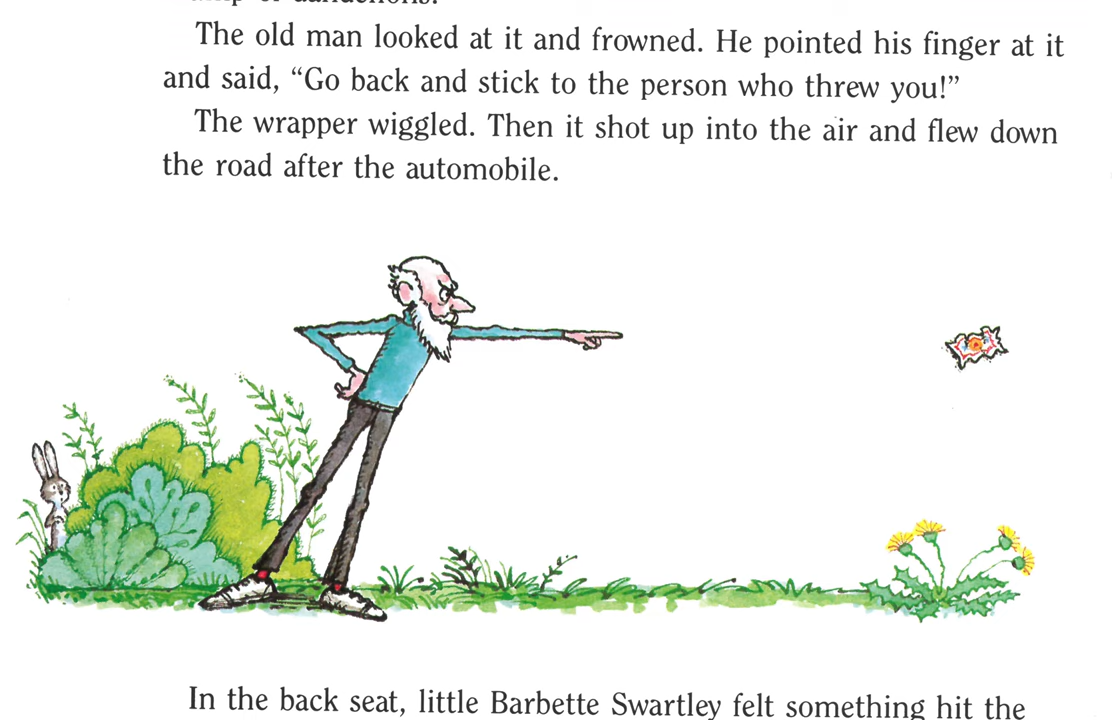 of dandelions.
The old man looked at it and frowned. He pointed his finger at it
and said, “Go back and stick to the person who threw you!”
The wrapper wiggled. Then it shot up into the air and flew down
the road after the automobile.
In the back seat, little Barbette Swartley felt something hit the